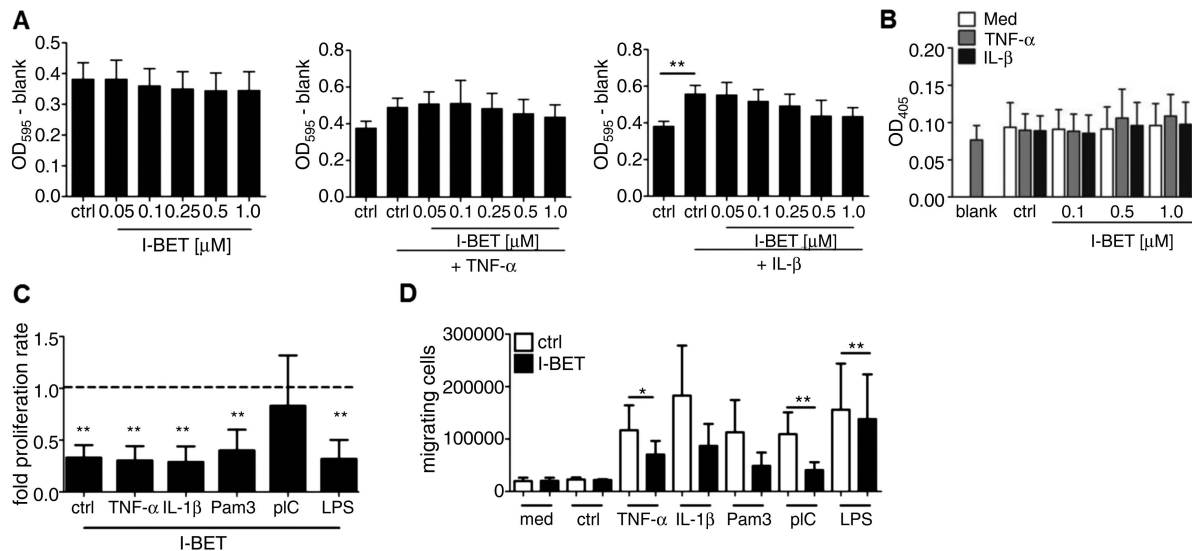 A
0.5
0.4
0.3
0.2
0.1
0.0
OD595 - blank
ctrl 0.05 0.10 0.25 0.5 1.0
I-BET [µM]
0.8
0.6
0.4
0.2
0.0
OD595 - blank
ctrl ctrl 0.05 0.1 0.25 0.5 1.0
I-BET [µM]
+ TNF-α
0.8
0.6
0.4
0.2
0.0
OD595 - blank
**
ctrl ctrl 0.05 0.1 0.25 0.5 1.0
I-BET [µM]
+ IL-β
B
Med
TNF-α
IL-β
0.20
0.15
0.10
0.05
0.00
OD405
blank ctrl 0.1 0.5 1.0
I-BET [µM]
C
1.5
1.0
0.5
0.0
fold proliferation rate
** ** ** ** **
ctrl TNF-α IL-1β Pam3 pIC LPS
I-BET
D
ctrl
I-BET
300000
200000
100000
0
migrating cells
* ** **
med ctrl TNF-α IL-1β Pam3 pIC LPS